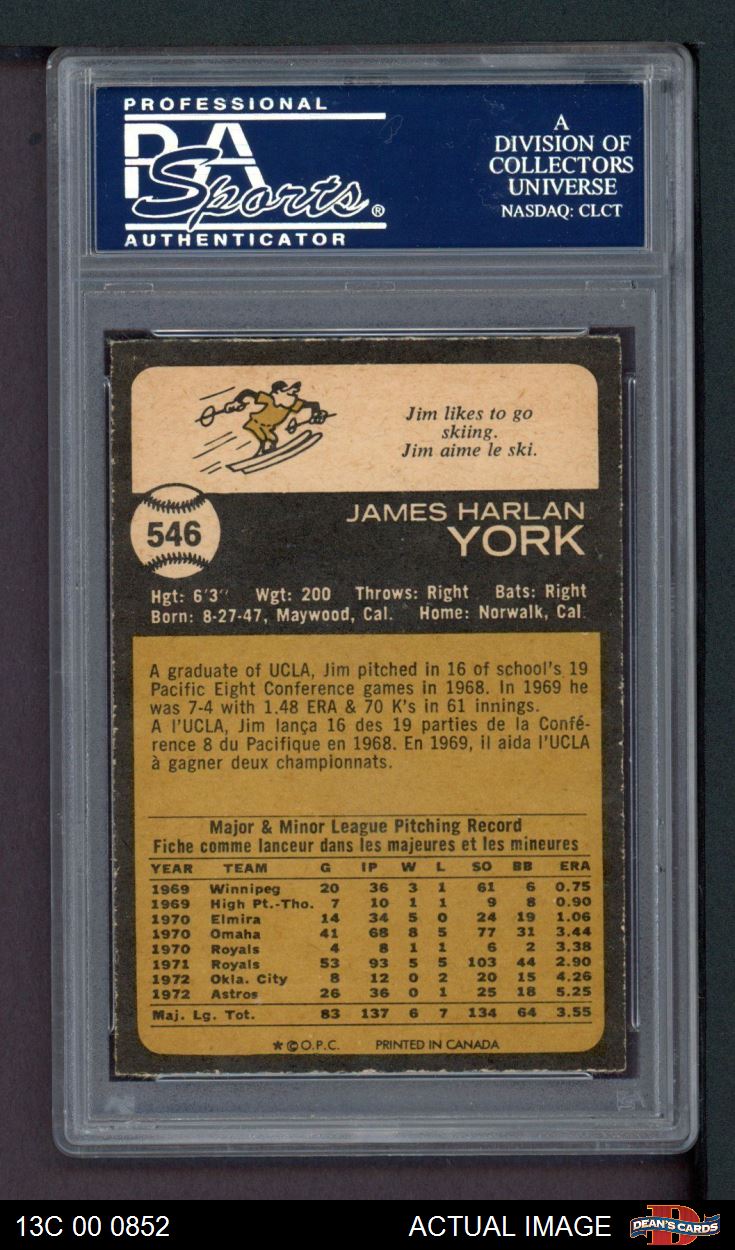 PROFESSIONAL
PSA
Sports®
AUTHENTICATOR
A
DIVISION OF
COLLECTORS
UNIVERSE
NASDAQ: CLCT
Jim likes to go
skiing.
Jim aime le ski.
546
JAMES HARLAN
YORK
Hgt: 6'3" Wgt: 200 Throws: Right Bats: Right
Born: 8-27-47, Maywood, Cal. Home: Norwalk, Cal
A graduate of UCLA, Jim pitched in 16 of school's 19
Pacific Eight Conference games in 1968. In 1969 he
was 7-4 with 1.48 ERA & 70 K's in 61 innings.
A l'UCLA, Jim lança 16 des 19 parties de la Confé-
rence 8 du Pacifique en 1968. En 1969, il aida l'UCLA
à gagner deux championnats.
Major & Minor League Pitching Record
Fiche comme lanceur dans les majeures et les mineures
YEAR TEAM G IP W L SO BB ERA
1969 Winnipeg 20 36 3 1 61 6 0.75
1969 High Pt.-Tho. 7 10 1 1 9 8 0.90
1970 Elmira 14 34 5 0 24 19 1.06
1970 Omaha 41 68 8 5 77 31 3.44
1970 Royals 4 8 1 1 6 2 3.38
1971 Royals 53 93 5 5 103 44 2.90
1972 Okla. City 8 12 0 2 20 15 4.26
1972 Astros 26 36 0 1 25 18 5.25
Maj. Lg. Tot. 83 137 6 7 134 64 3.55
★ © O.P.C. PRINTED IN CANADA
13C 00 0852
ACTUAL IMAGE
DEAN'S CARDS